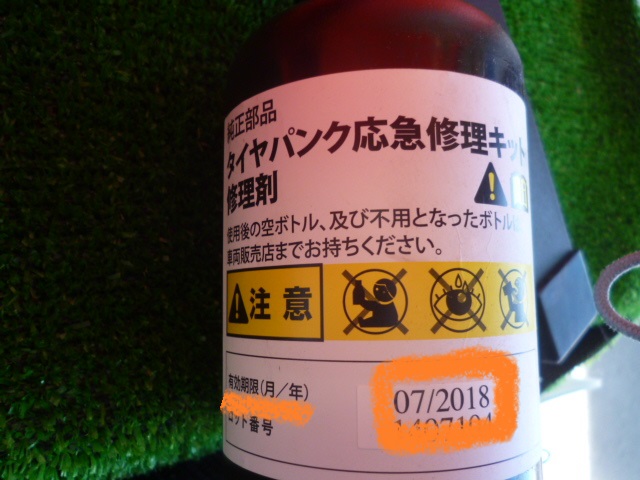 純正部品
タイヤパンク応急修理キット
修理剤
使用後の空ボトル、及び不用となったボトルは
車両販売店までお持ちください。
注意
有効期限(月/年)
07/2018
ロット番号